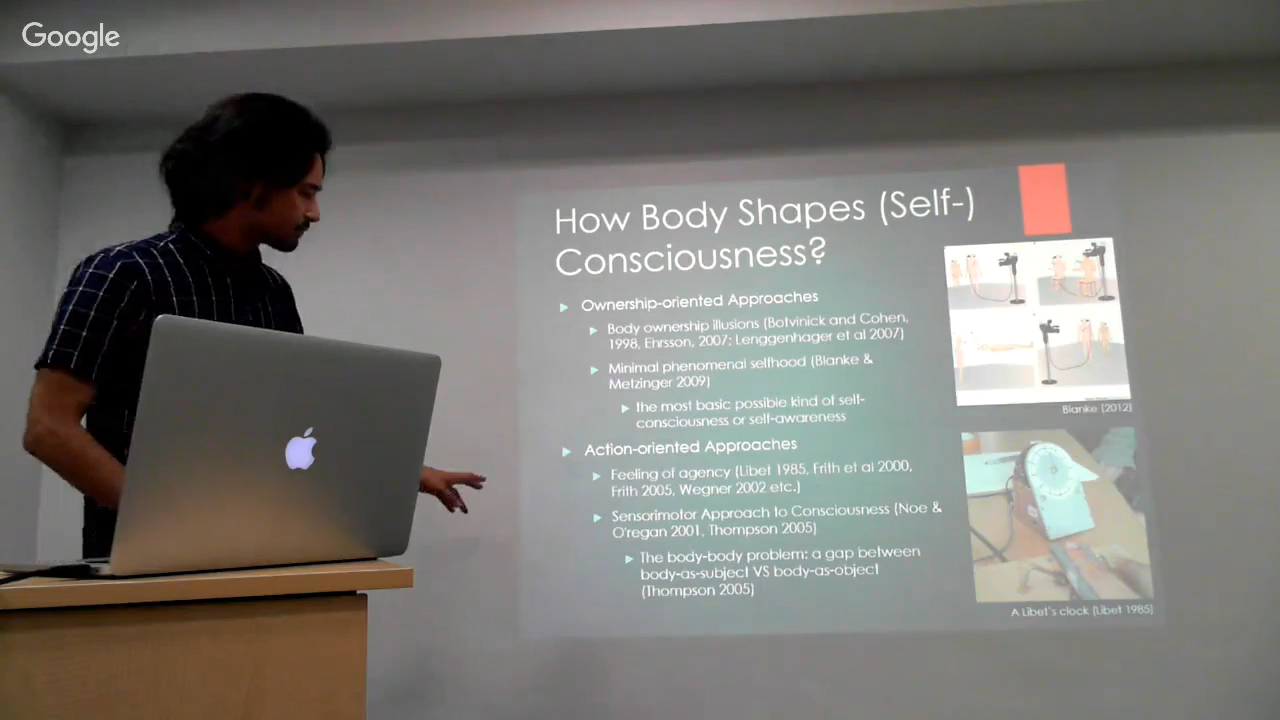 Google
How Body Shapes (Self-)
Consciousness?
Ownership-oriented Approaches
Body ownership illusions (Botvinick and Cohen,
1998, Ehrsson, 2007; Lenggenhager et al 2007)
Minimal phenomenal selfhood (Blanke &
Metzinger 2009)
the most basic possible kind of self-
consciousness or self-awareness
Action-oriented Approaches
Feeling of agency (Libet 1985, Frith et al 2000,
Frith 2005, Wegner 2002 etc.)
Sensorimotor Approach to Consciousness (Noe &
O'regan 2001, Thompson 2005)
The body-body problem: a gap between
body-as-subject VS body-as-object
(Thompson 2005)
Blanke (2012)
A Libet's clock (Libet 1985)